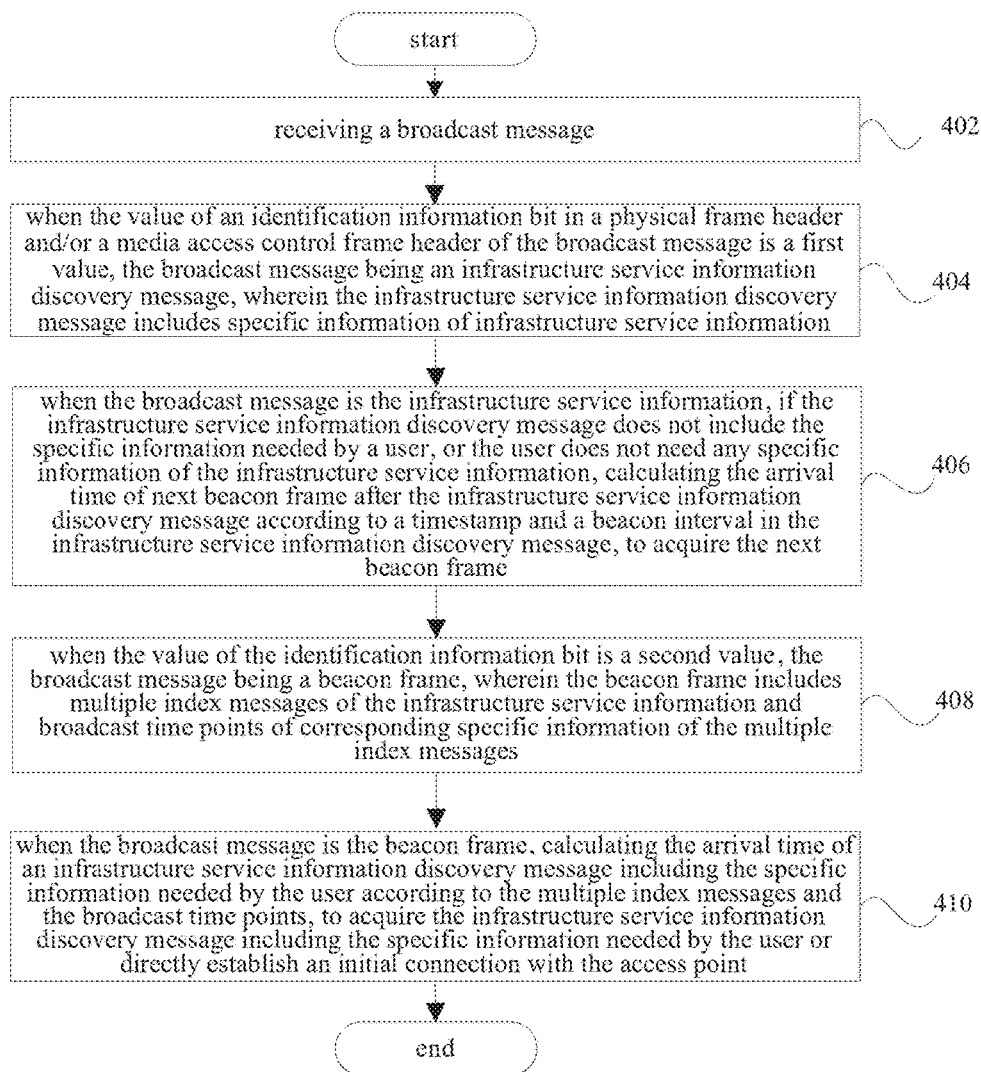 start
receiving a broadcast message
402
when the value of an identification information bit in a physical frame header
and/or a media access control frame header of the broadcast message is a first
value, the broadcast message being an infrastructure service information
discovery message, wherein the infrastructure service information discovery
message includes specific information of infrastructure service information
404
when the broadcast message is the infrastructure service information, if the
infrastructure service information discovery message does not include the
specific information needed by a user, or the user does not need any specific
information of the infrastructure service information, calculating the arrival
time of next beacon frame after the infrastructure service information
discovery message according to a timestamp and a beacon interval in the
infrastructure service information discovery message, to acquire the next
beacon frame
406
when the value of the identification information bit is a second value, the
broadcast message being a beacon frame, wherein the beacon frame includes
multiple index messages of the infrastructure service information and
broadcast time points of corresponding specific information of the multiple
index messages
408
when the broadcast message is the beacon frame, calculating the arrival time of
an infrastructure service information discovery message including the specific
information needed by the user according to the multiple index messages and
the broadcast time points, to acquire the infrastructure service information
discovery message including the specific information needed by the user or
directly establish an initial connection with the access point
410
end